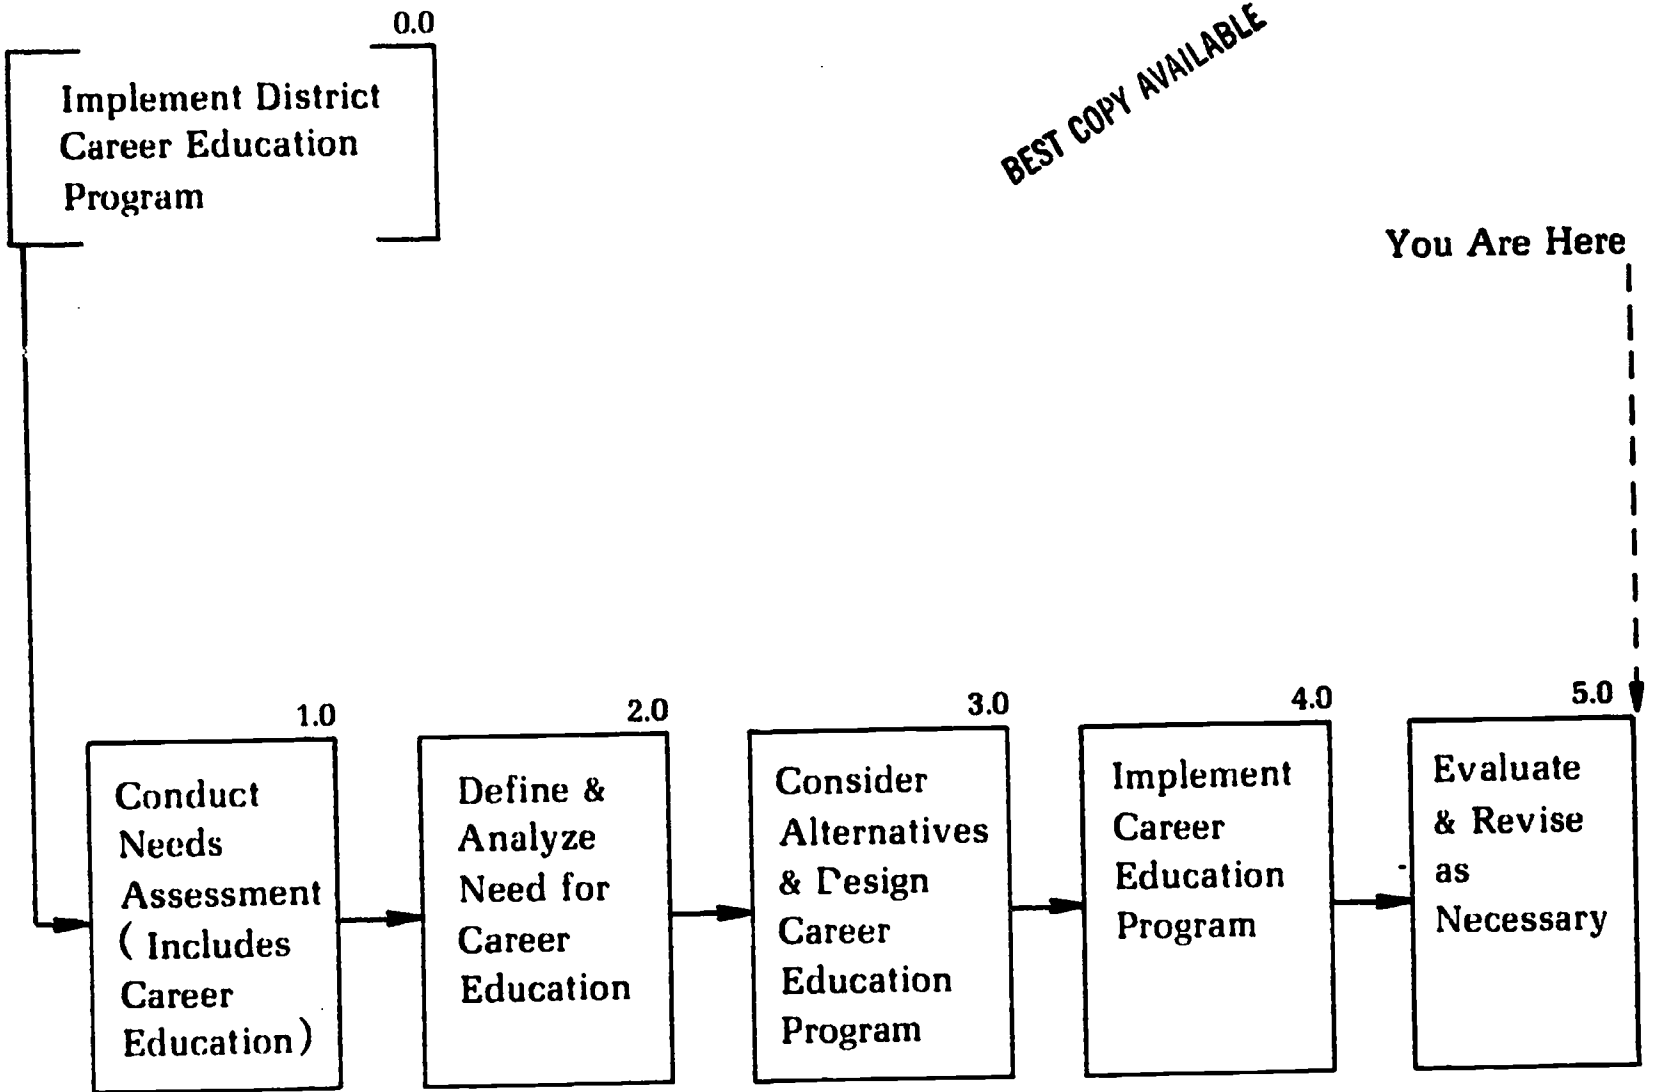 0.0
Implement District
Career Education
Program
BEST COPY AVAILABLE
You Are Here
1.0
Conduct
Needs
Assessment
( Includes
Career
Education)
2.0
Define &
Analyze
Need for
Career
Education
3.0
Consider
Alternatives
& Design
Career
Education
Program
4.0
Implement
Career
Education
Program
5.0
Evaluate
& Revise
as
Necessary